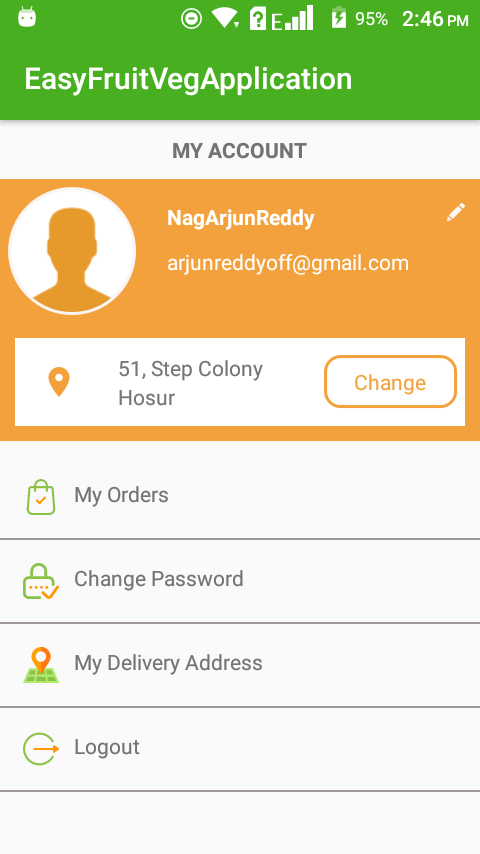 E 95% 2:46 PM
EasyFruitVegApplication
MY ACCOUNT
NagArjunReddy
arjunreddyoff@gmail.com
51, Step Colony
Hosur
Change
My Orders
Change Password
My Delivery Address
Logout